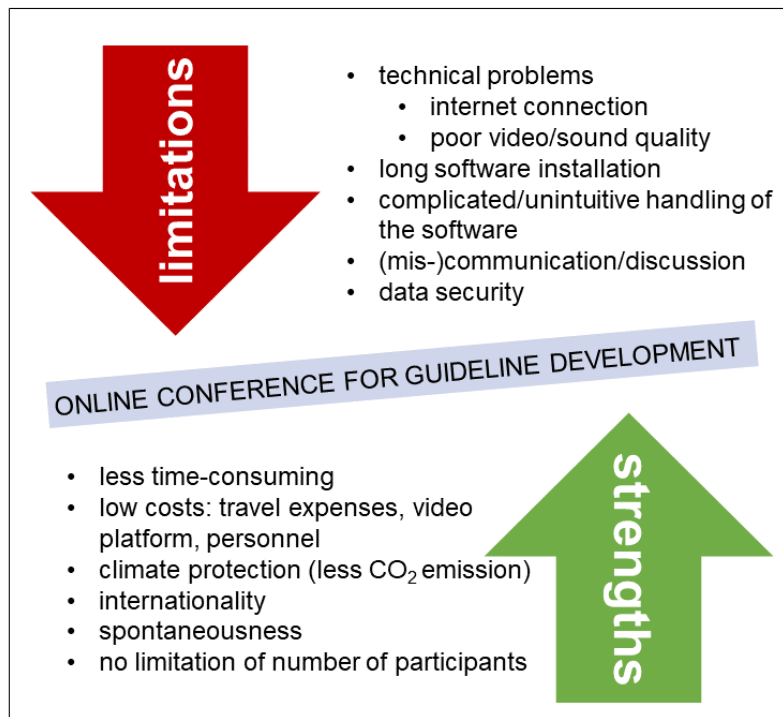 limitations
• technical problems
• internet connection
• poor video/sound quality
• long software installation
• complicated/unintuitive handling of
the software
• (mis-)communication/discussion
• data security
ONLINE CONFERENCE FOR GUIDELINE DEVELOPMENT
• less time-consuming
• low costs: travel expenses, video
platform, personnel
• climate protection (less CO₂ emission)
• internationality
• spontaneousness
• no limitation of number of participants
strengths